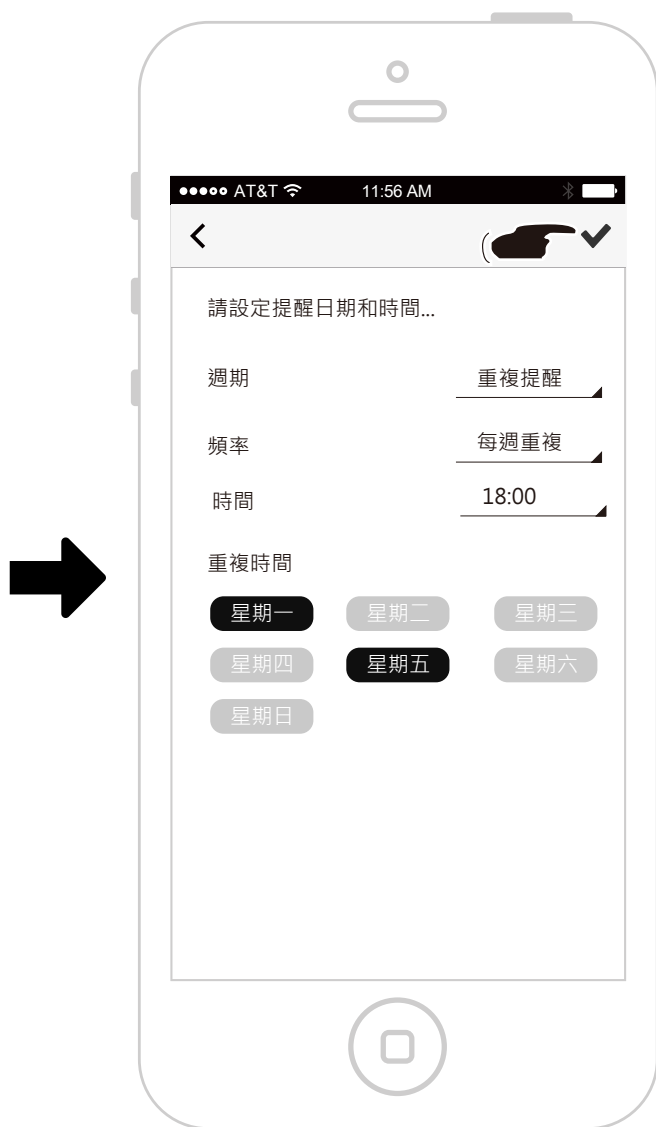 AT&T 11:56 AM
請設定提醒日期和時間...
週期 重複提醒
頻率 每週重複
時間 18:00
重複時間
星期一 星期二 星期三
星期四 星期五 星期六
星期日